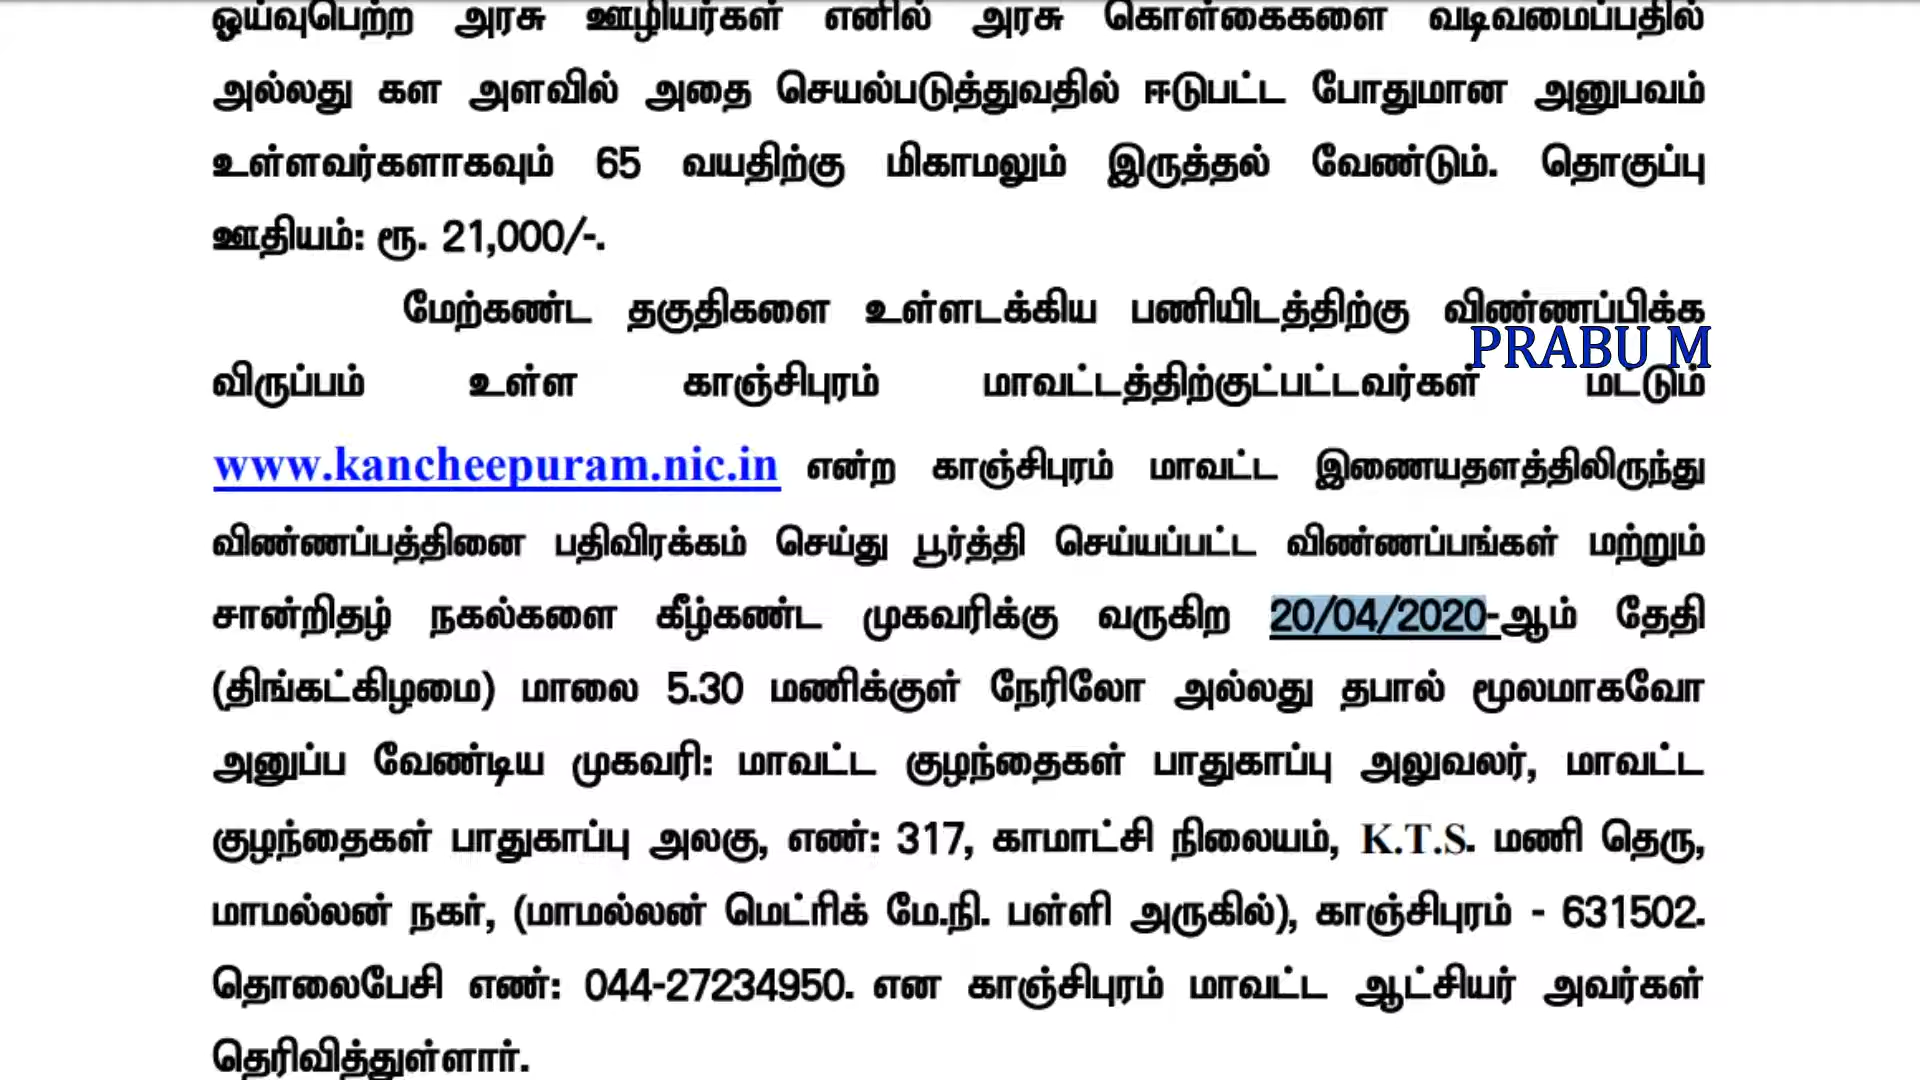 ஓய்வுபெற்ற அரசு ஊழியர்கள் எனில் அரசு கொள்கைகளை வடிவமைப்பதில்
அல்லது கள அளவில் அதை செயல்படுத்துவதில் ஈடுபட்ட போதுமான அனுபவம்
உள்ளவர்களாகவும் 65 வயதிற்கு மிகாமலும் இருத்தல் வேண்டும். தொகுப்பு
ஊதியம்: ரூ. 21,000/-.
மேற்கண்ட தகுதிகளை உள்ளடக்கிய பணியிடத்திற்கு விண்ணப்பிக்க
PRABU M
விருப்பம் உள்ள காஞ்சிபுரம் மாவட்டத்திற்குட்பட்டவர்கள் மட்டும்
www.kancheepuram.nic.in என்ற காஞ்சிபுரம் மாவட்ட இணையதளத்திலிருந்து
விண்ணப்பத்தினை பதிவிரக்கம் செய்து பூர்த்தி செய்யப்பட்ட விண்ணப்பங்கள் மற்றும்
சான்றிதழ் நகல்களை கீழ்கண்ட முகவரிக்கு வருகிற 20/04/2020-ஆம் தேதி
(திங்கட்கிழமை) மாலை 5.30 மணிக்குள் நேரிலோ அல்லது தபால் மூலமாகவோ
அனுப்ப வேண்டிய முகவரி: மாவட்ட குழந்தைகள் பாதுகாப்பு அலுவலர், மாவட்ட
குழந்தைகள் பாதுகாப்பு அலகு, எண்: 317, காமாட்சி நிலையம், K.T.S. மணி தெரு,
மாமல்லன் நகர், (மாமல்லன் மெட்ரிக் மே.நி. பள்ளி அருகில்), காஞ்சிபுரம் - 631502.
தொலைபேசி எண்: 044-27234950. என காஞ்சிபுரம் மாவட்ட ஆட்சியர் அவர்கள்
தெரிவித்துள்ளார்.